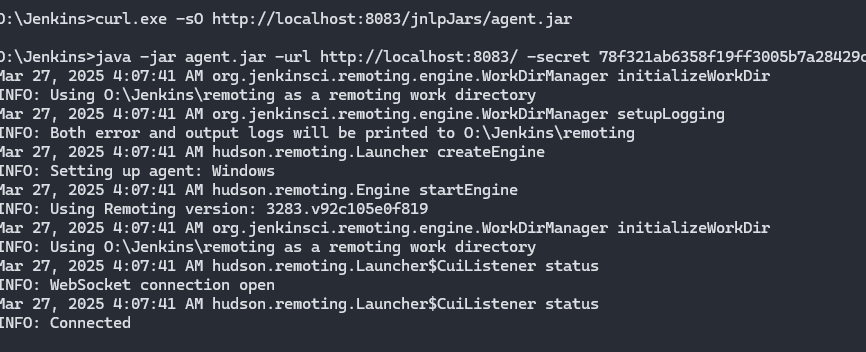 O:\Jenkins>curl.exe -sO http://localhost:8083/jnlpJars/agent.jar
O:\Jenkins>java -jar agent.jar -url http://localhost:8083/ -secret 78f321ab6358f19ff3005b7a28429c
Mar 27, 2025 4:07:41 AM org.jenkinsci.remoting.engine.WorkDirManager initializeWorkDir
INFO: Using O:\Jenkins\remoting as a remoting work directory
Mar 27, 2025 4:07:41 AM org.jenkinsci.remoting.engine.WorkDirManager setupLogging
INFO: Both error and output logs will be printed to O:\Jenkins\remoting
Mar 27, 2025 4:07:41 AM hudson.remoting.Launcher createEngine
INFO: Setting up agent: Windows
Mar 27, 2025 4:07:41 AM hudson.remoting.Engine startEngine
INFO: Using Remoting version: 3283.v92c105e0f819
Mar 27, 2025 4:07:41 AM org.jenkinsci.remoting.engine.WorkDirManager initializeWorkDir
INFO: Using O:\Jenkins\remoting as a remoting work directory
Mar 27, 2025 4:07:41 AM hudson.remoting.Launcher$CuiListener status
INFO: WebSocket connection open
Mar 27, 2025 4:07:41 AM hudson.remoting.Launcher$CuiListener status
INFO: Connected